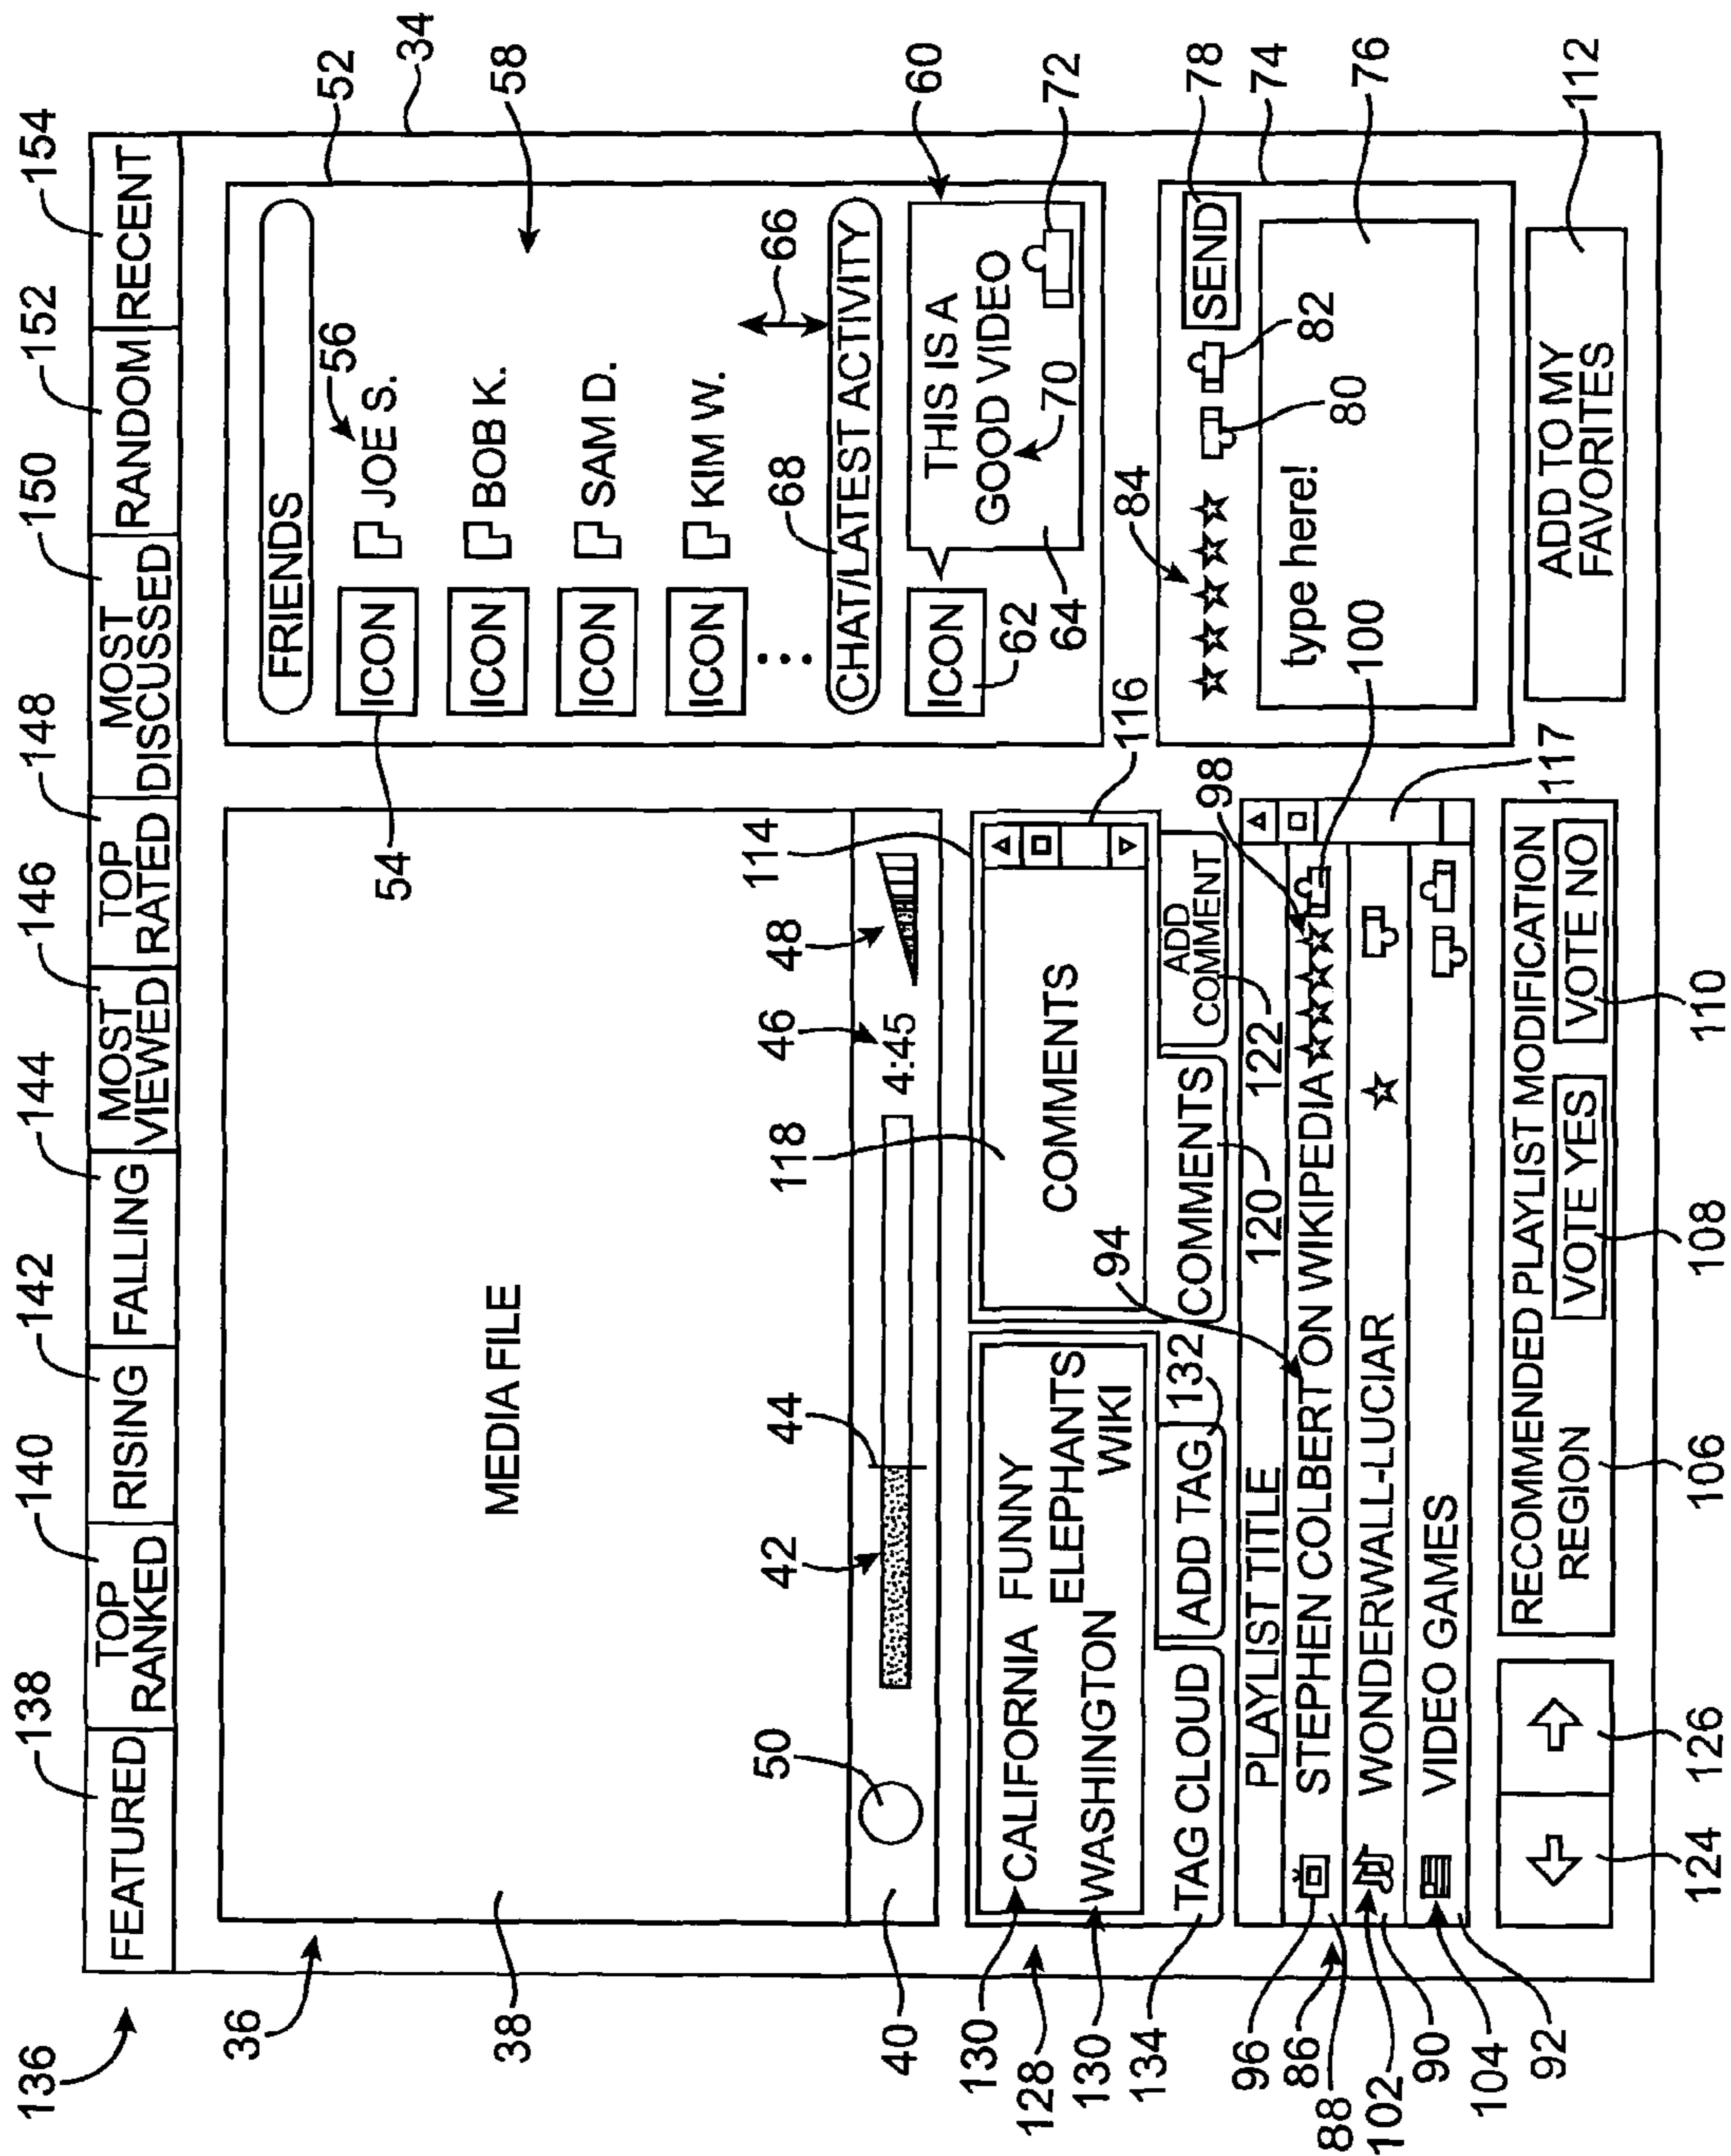 136
138
140
142
144
146
148
150
152
154
FEATURED
TOP
RANKED
RISING
FALLING
MOST
VIEWED
TOP
RATED
MOST
DISCUSSED
RANDOM
RECENT
34
36
38
MEDIA FILE
40
50
42
44
46
4:45
48
52
FRIENDS
54
ICON
JOE S.
56
ICON
BOB K.
58
ICON
SAM D.
ICON
KIM W.
66
68
CHAT/LATEST ACTIVITY
60
ICON
62
THIS IS A
GOOD VIDEO
64
70
72
130
128
130
134
CALIFORNIA FUNNY
ELEPHANTS
WASHINGTON
WIKI
TAG CLOUD
ADD TAG
132
118
114
116
COMMENTS
COMMENTS
120
ADD
COMMENT
122
84
SEND
78
74
80
82
type here!
76
100
96
86
88
88
102
90
90
104
92
94
98
117
PLAYLIST TITLE
STEPHEN COLBERT ON WIKIPEDIA
WONDERWALL-LUCIAR
VIDEO GAMES
124
126
RECOMMENDED PLAYLIST MODIFICATION
REGION
VOTE YES
VOTE NO
106
108
110
ADD TO MY
FAVORITES
112